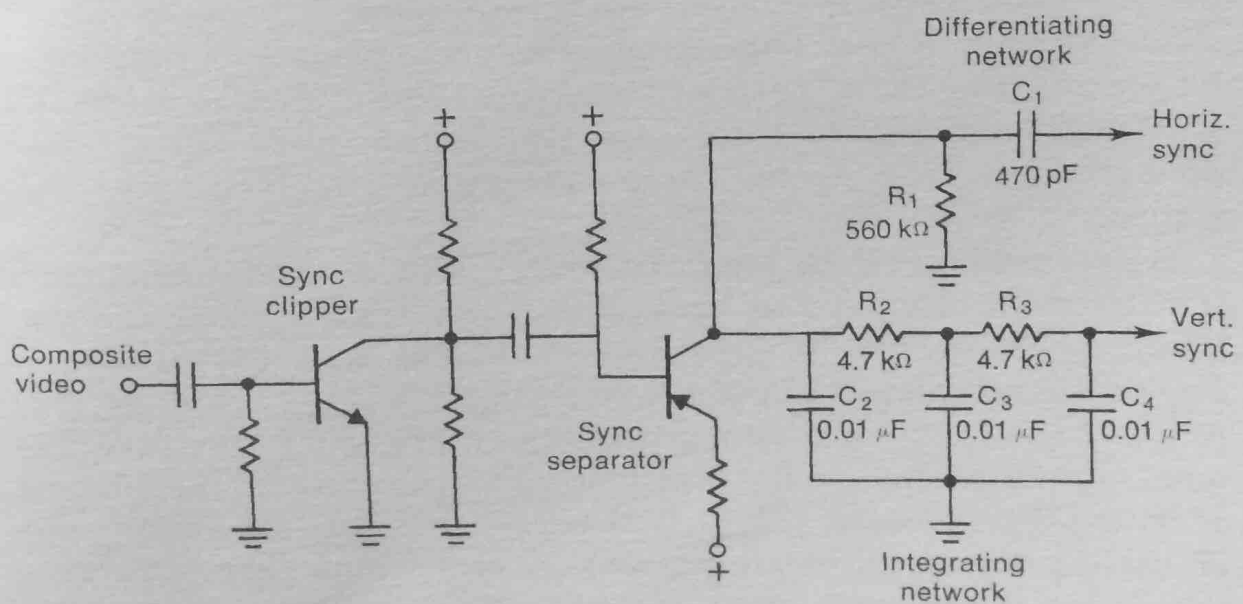 Differentiating
network
C1
Horiz.
sync
470 pF
R1
560 kΩ
+
+
Sync
clipper
R2
R3
Vert.
sync
Composite
video
4.7 kΩ
4.7 kΩ
C2
0.01 μF
C3
0.01 μF
C4
0.01 μF
Sync
separator
+
Integrating
network